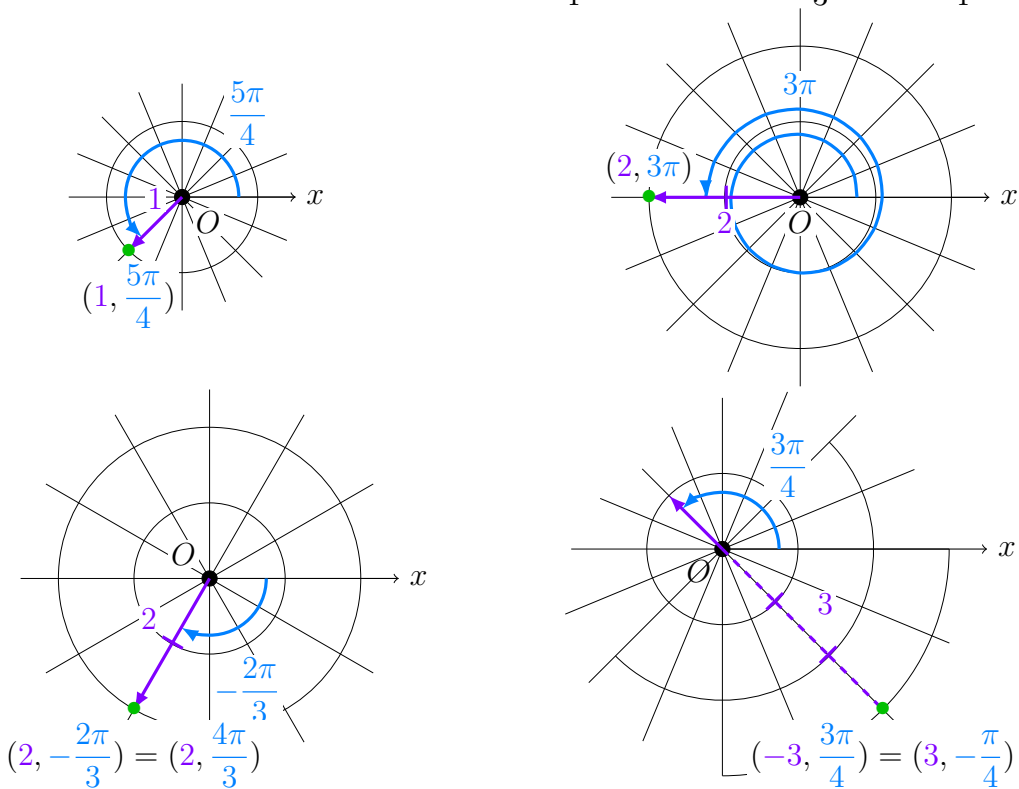 5π/4
1
x
O
(1, 5π/4)
3π
(2, 3π)
2
x
O
O
x
2
-2π/3
(2, -2π/3) = (2, 4π/3)
3π/4
x
O
3
(-3, 3π/4) = (3, -π/4)